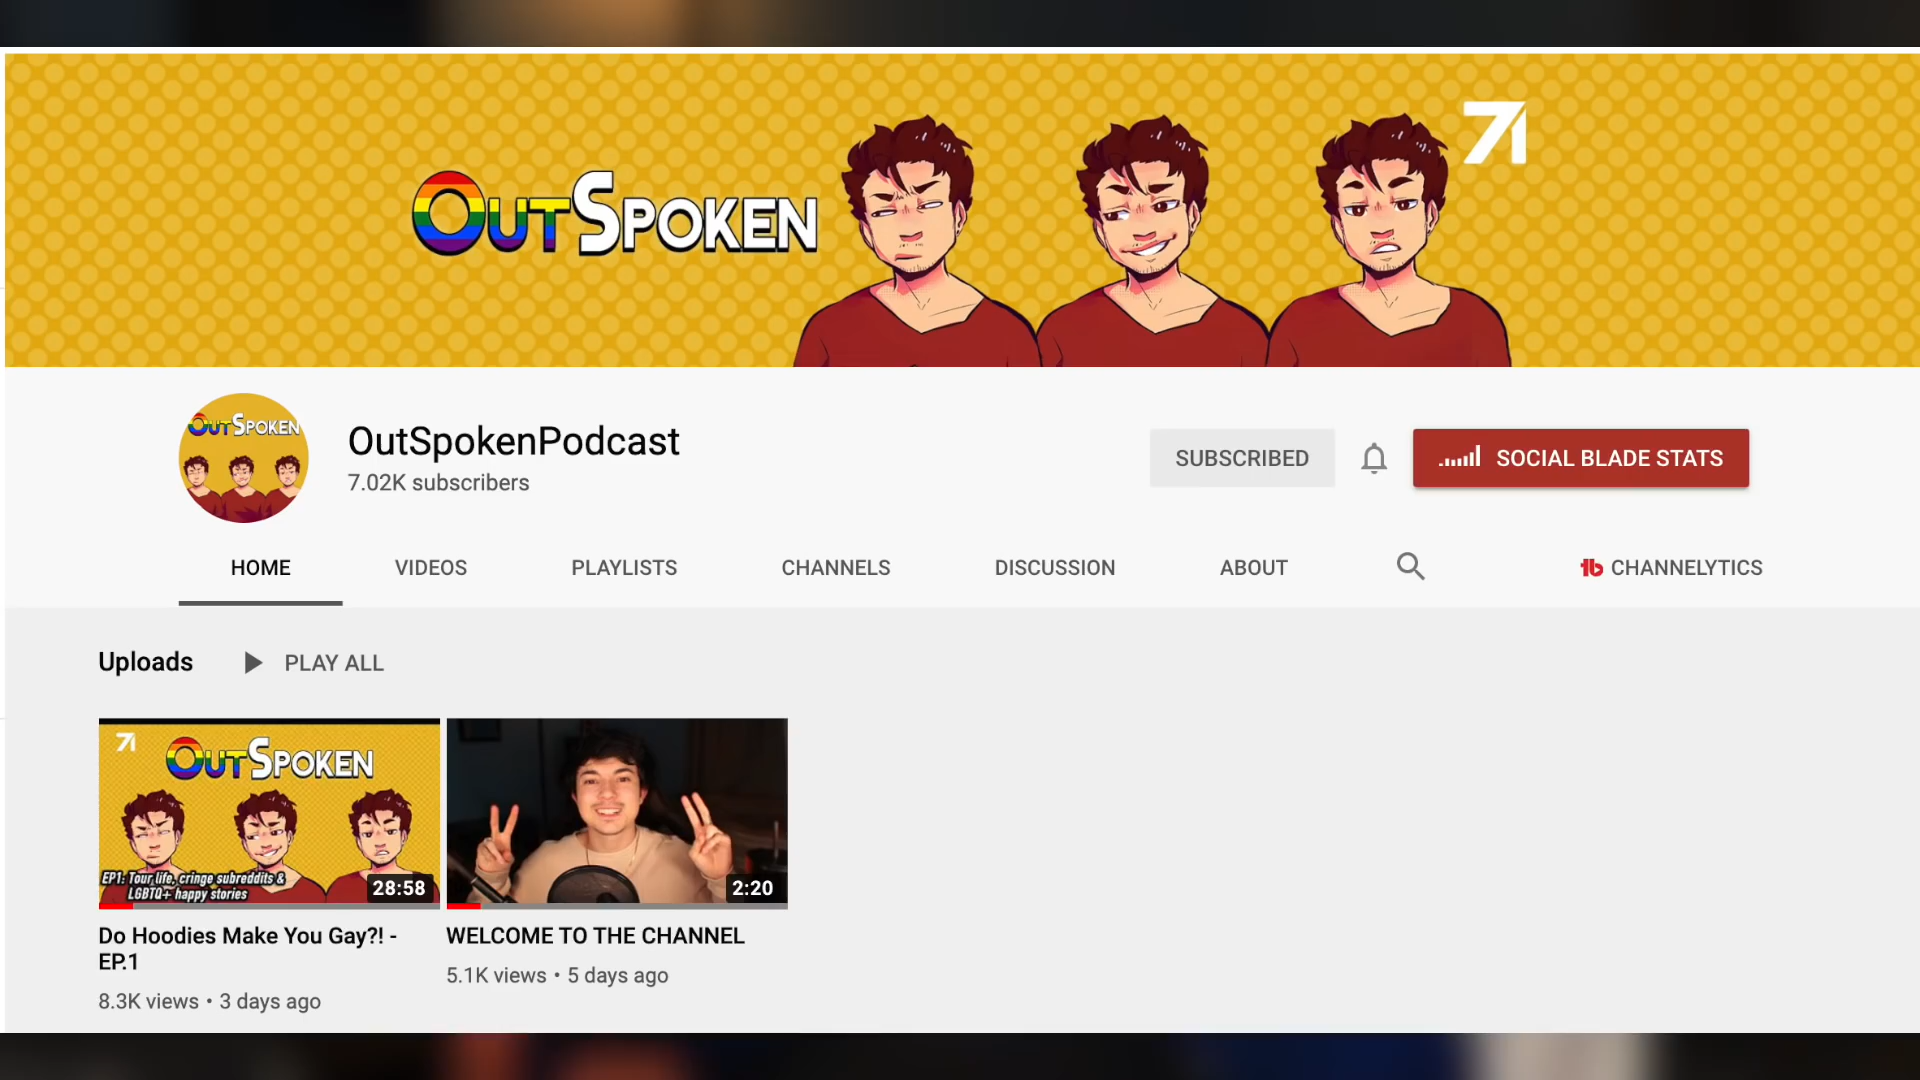 OUTSPOKEN
OUTSPOKEN
OutSpokenPodcast
7.02K subscribers
SUBSCRIBED
SOCIAL BLADE STATS
HOME
VIDEOS
PLAYLISTS
CHANNELS
DISCUSSION
ABOUT
CHANNELYTICS
Uploads
PLAY ALL
OUTSPOKEN
EP1: Tour life, cringe subreddits &
LGBTQ+ happy stories
28:58
2:20
Do Hoodies Make You Gay?! -
EP.1
8.3K views • 3 days ago
WELCOME TO THE CHANNEL
5.1K views • 5 days ago